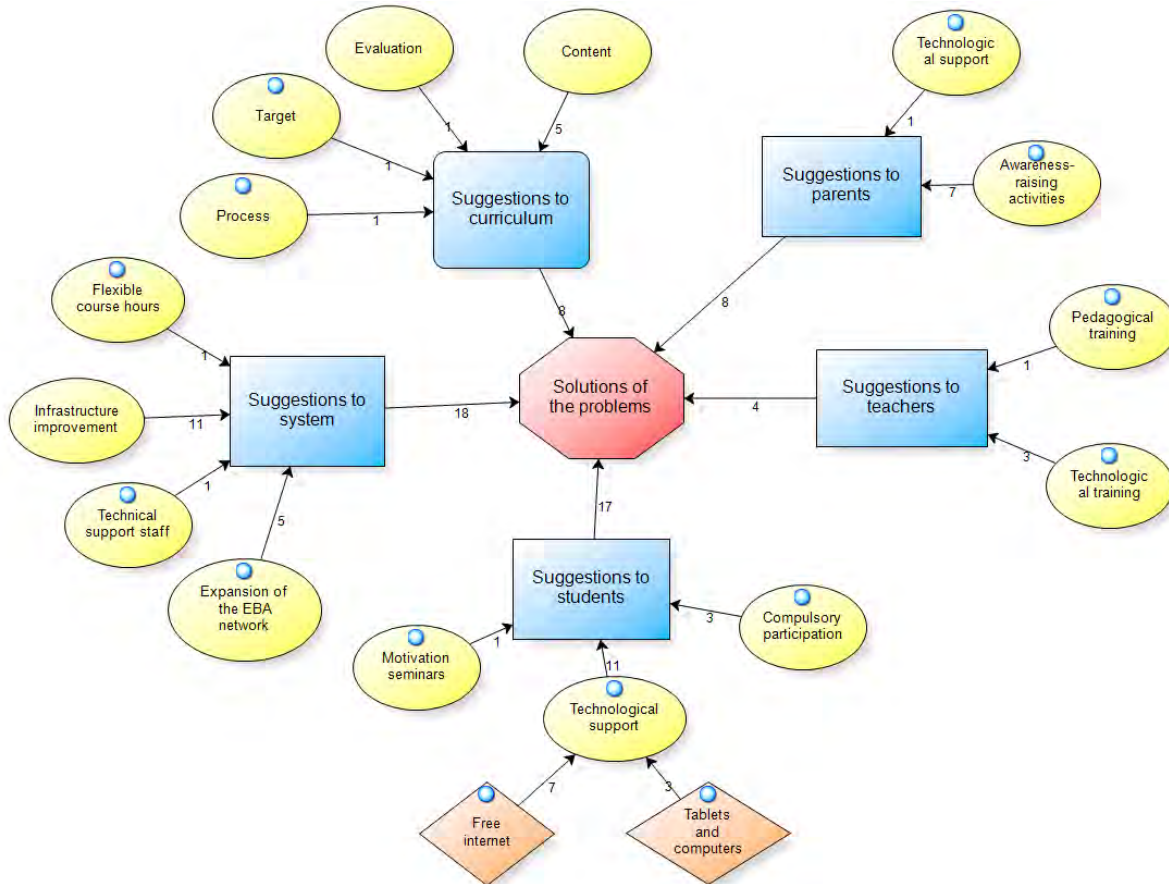 Evaluation
Content
Technologic
al support
Target
1
5
1
1
Suggestions to
parents
Awareness-
raising
activities
7
Process
1
Suggestions to
curriculum
Flexible
course hours
8
8
Pedagogical
training
1
Solutions of
the problems
Suggestions to
teachers
1
Infrastructure
improvement
11
Suggestions to
system
18
4
3
Technologic
al training
Technical
support staff
1
5
17
Expansion of
the EBA
network
Suggestions to
students
Motivation
seminars
1
3
Compulsory
participation
11
Technological
support
7
3
Free
internet
Tablets
and
computers